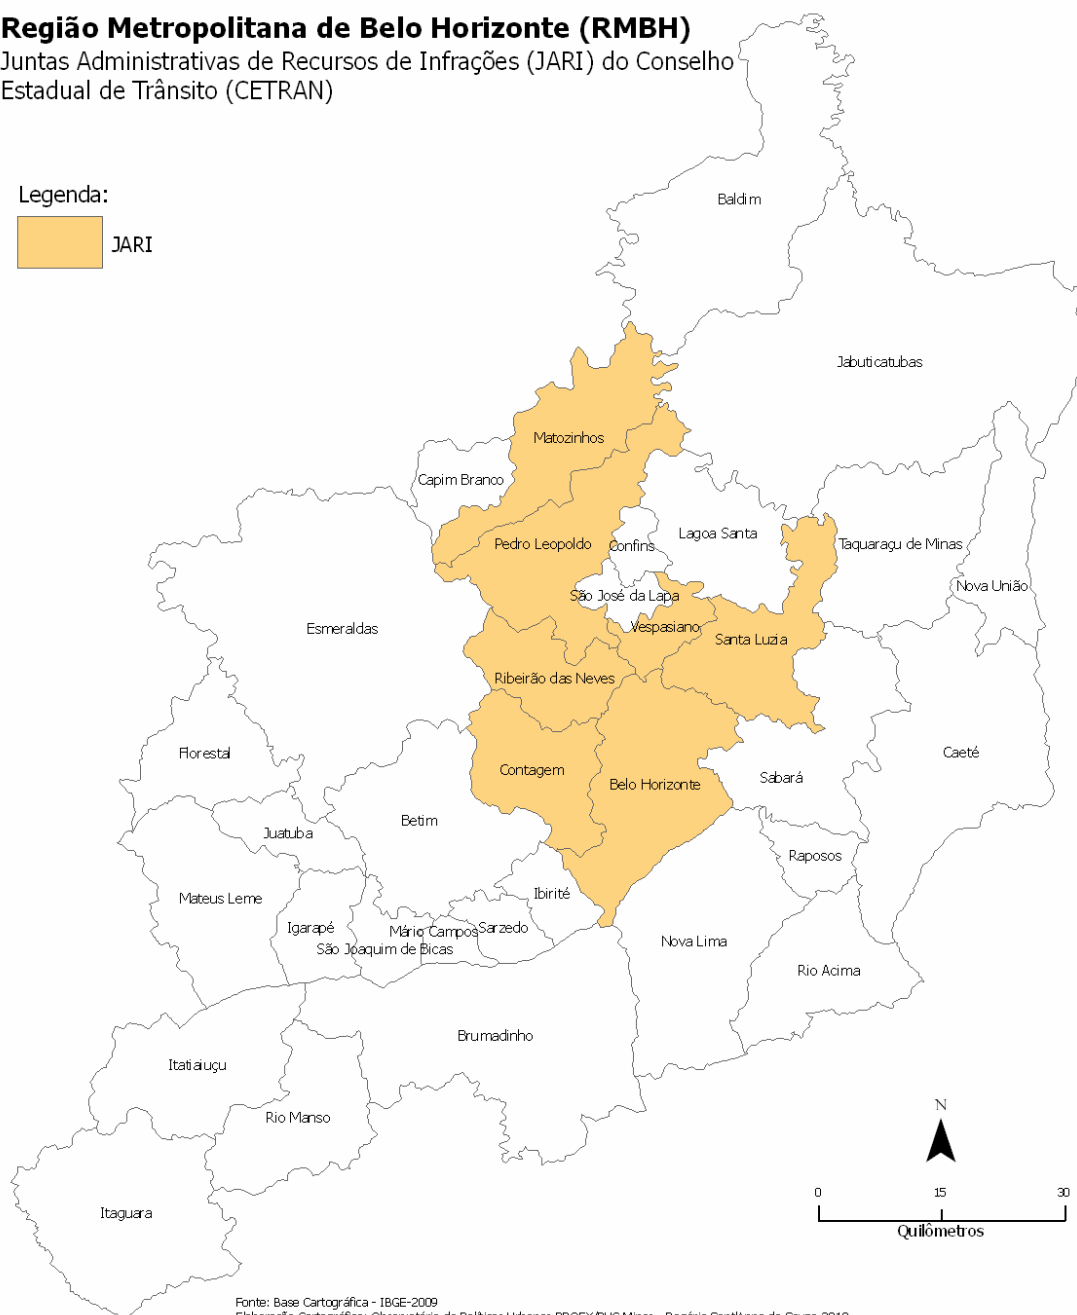 Região Metropolitana de Belo Horizonte (RMBH)
Juntas Administrativas de Recursos de Infrações (JARI) do Conselho
Estadual de Trânsito (CETRAN)
Legenda:
JARI
Baldim
Jabuticatubas
Matozinhos
Capim Branco
Lagoa Santa
Pedro Leopoldo
Confins
Taquaraçu de Minas
Nova União
São José da Lapa
Esmeraldas
Vespasiano
Santa Luzia
Ribeirão das Neves
Florestal
Caeté
Contagem
Sabará
Belo Horizonte
Betim
Juatuba
Raposos
Ibirité
Mateus Leme
Igarapé
Mário Campos
Sarzedo
São Joaquim de Bicas
Nova Lima
Rio Acima
Brumadinho
Itatiaiuçu
N
Rio Manso
0 15 30
Itaguara
Quilômetros
Fonte: Base Cartográfica - IBGE-2009